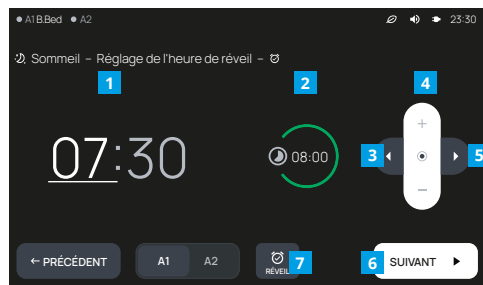 A1 B.Bed A2 23:30
Sommeil – Réglage de l'heure de réveil –
1 2 4
07:30 08:00 3 + − 5
← PRÉCÉDENT A1 A2 RÉVEIL 7 6 SUIVANT